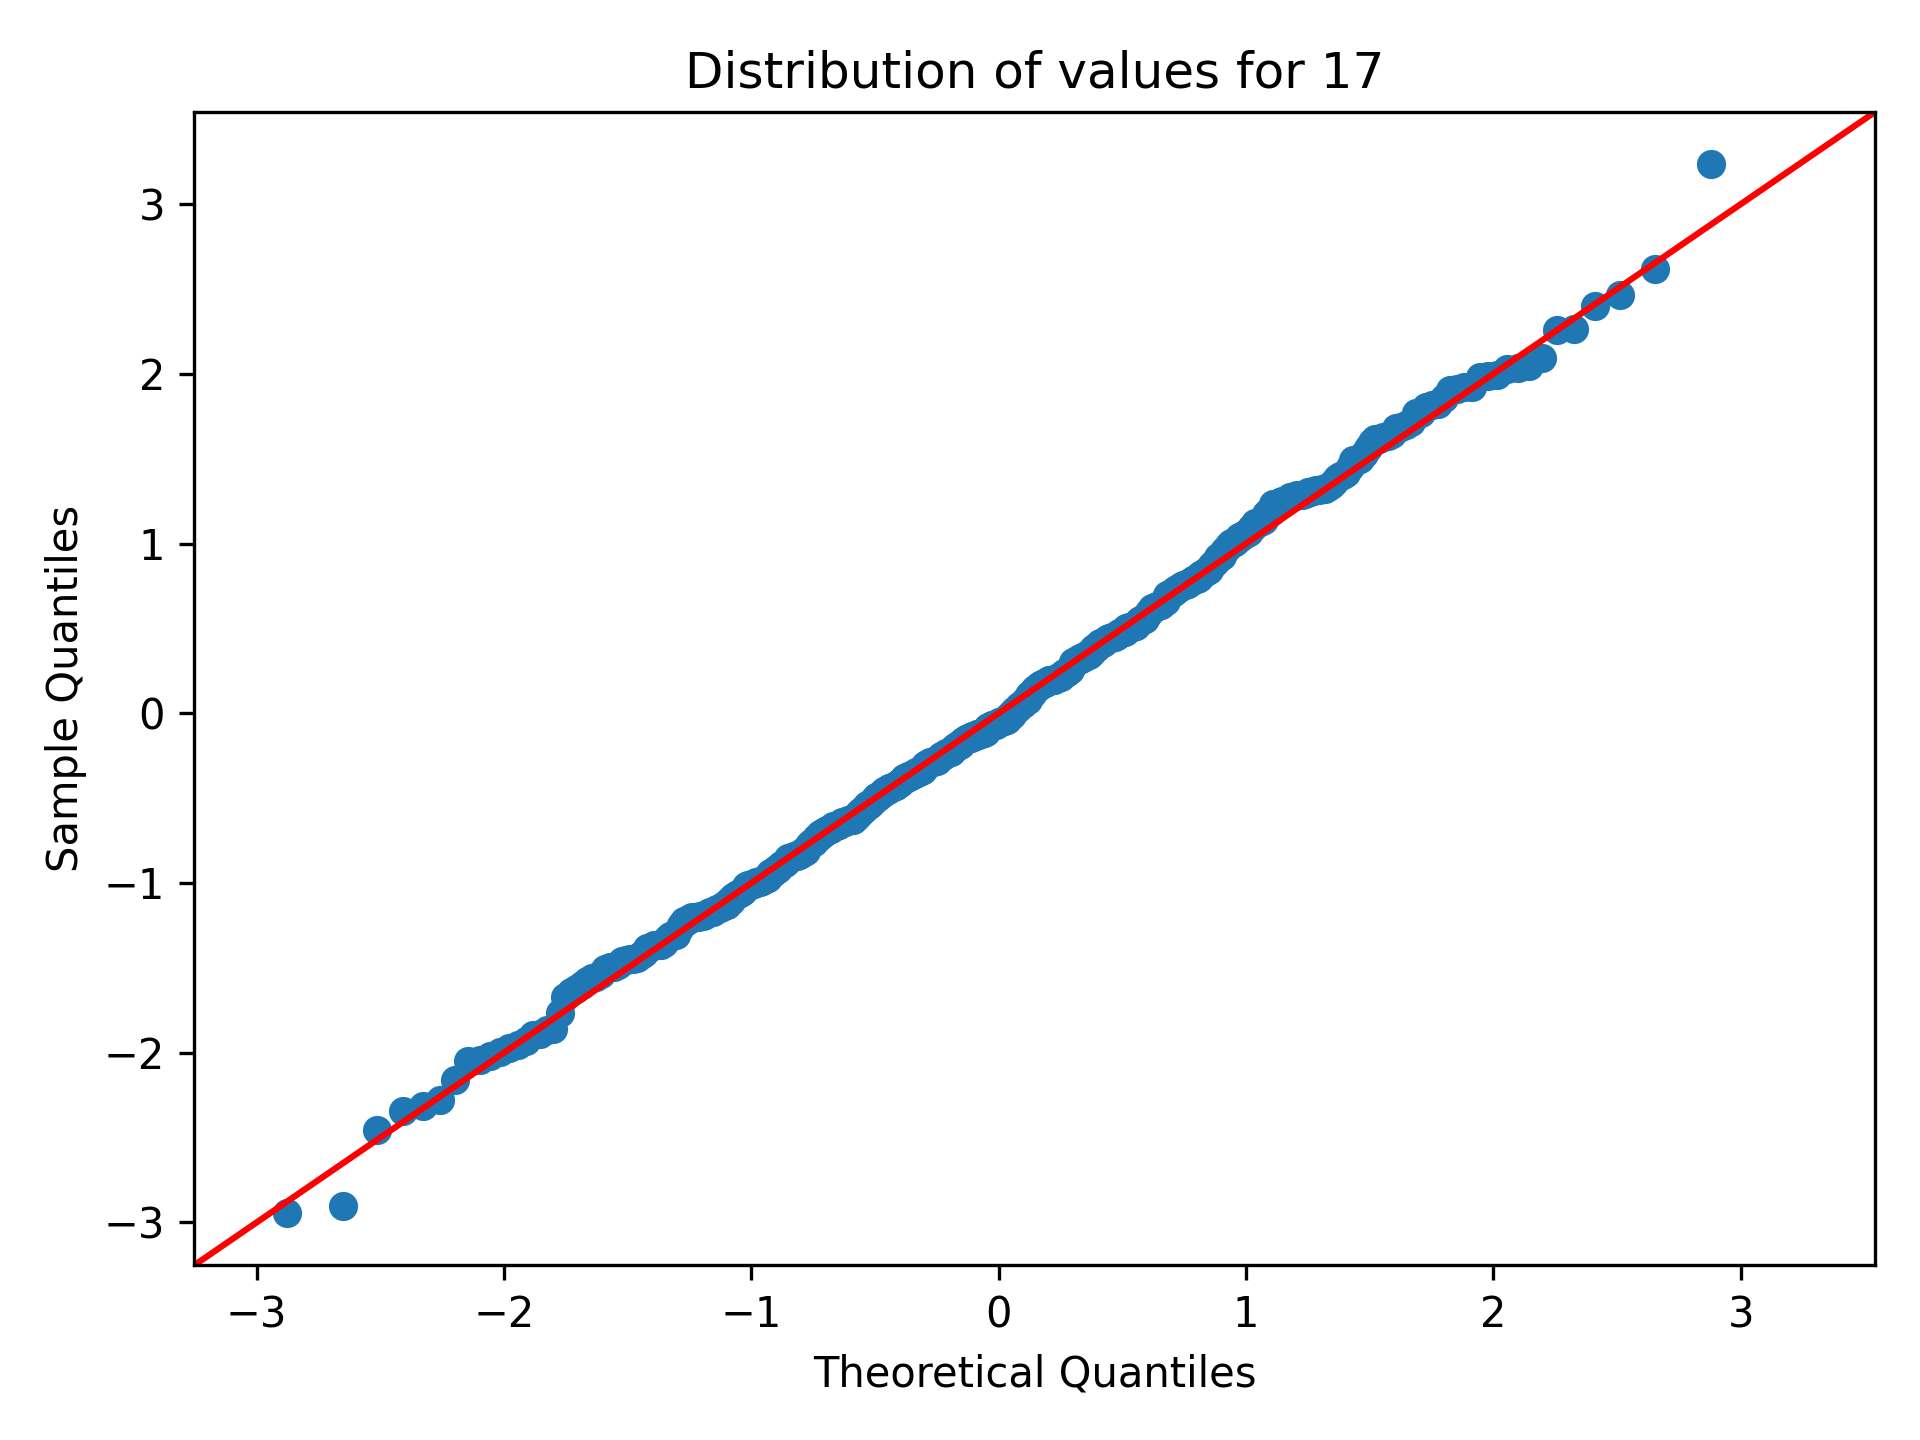 Distribution of values for 17
3
2
1
0
−1
−2
−3
Sample Quantiles
−3 −2 −1 0 1 2 3
Theoretical Quantiles